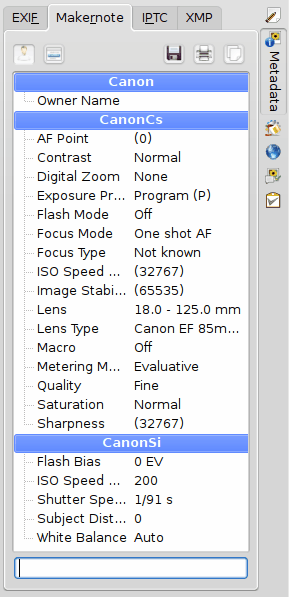 EXIF Makernote IPTC XMP
Metadata
Canon
Owner Name
CanonCs
AF Point (0)
Contrast Normal
Digital Zoom None
Exposure Pr... Program (P)
Flash Mode Off
Focus Mode One shot AF
Focus Type Not known
ISO Speed ... (32767)
Image Stabi... (65535)
Lens 18.0 - 125.0 mm
Lens Type Canon EF 85m...
Macro Off
Metering M... Evaluative
Quality Fine
Saturation Normal
Sharpness (32767)
CanonSi
Flash Bias 0 EV
ISO Speed ... 200
Shutter Spe... 1/91 s
Subject Dist... 0
White Balance Auto